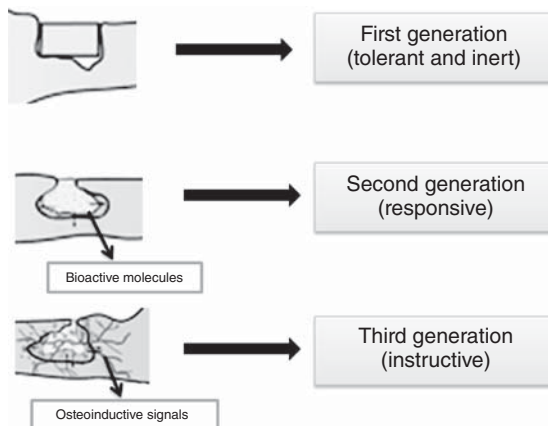 First generation
(tolerant and inert)
Second generation
(responsive)
Bioactive molecules
Third generation
(instructive)
Osteoinductive signals